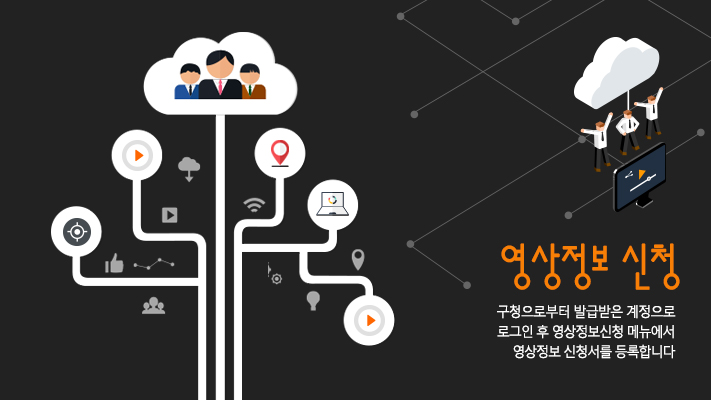 영상정보 신청
구청으로부터 발급받은 계정으로
로그인 후 영상정보신청 메뉴에서
영상정보 신청서를 등록합니다